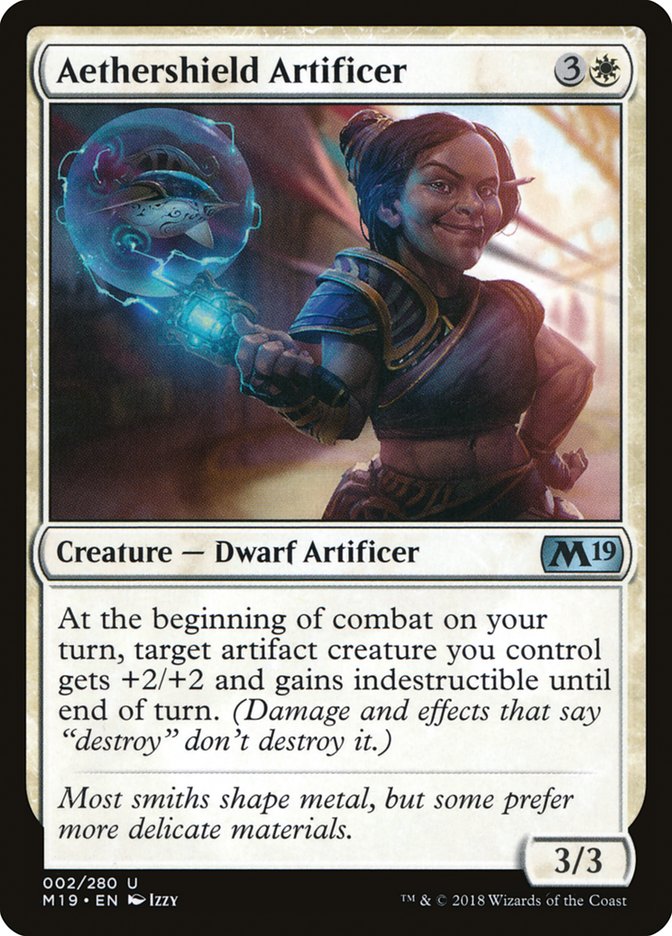 Aethershield Artificer 3
Creature — Dwarf Artificer M19
At the beginning of combat on your
turn, target artifact creature you control
gets +2/+2 and gains indestructible until
end of turn. (Damage and effects that say
“destroy” don’t destroy it.)
Most smiths shape metal, but some prefer
more delicate materials.
3/3
002/280 U
M19 • EN Izzy
™ & © 2018 Wizards of the Coast